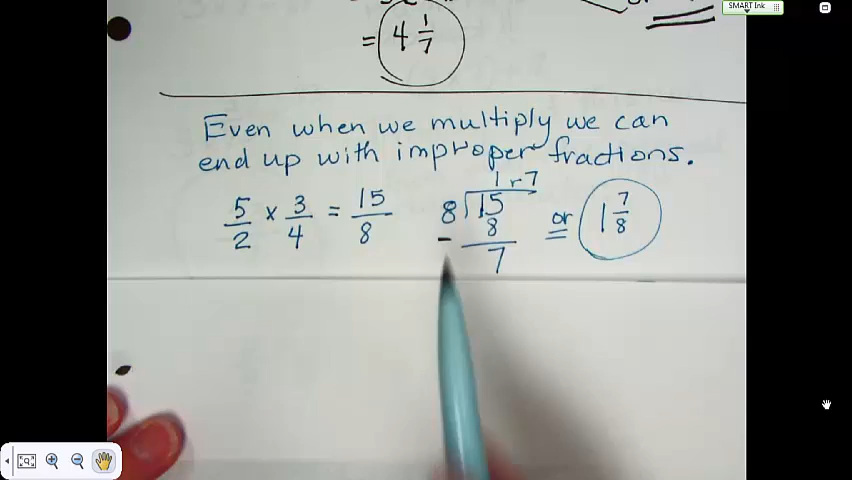 SMART Ink
= 4 1/7
Even when we multiply we can
end up with improper fractions.
5/2 x 3/4 = 15/8
1 r 7
8 15 or 1 7/8
- 8
7